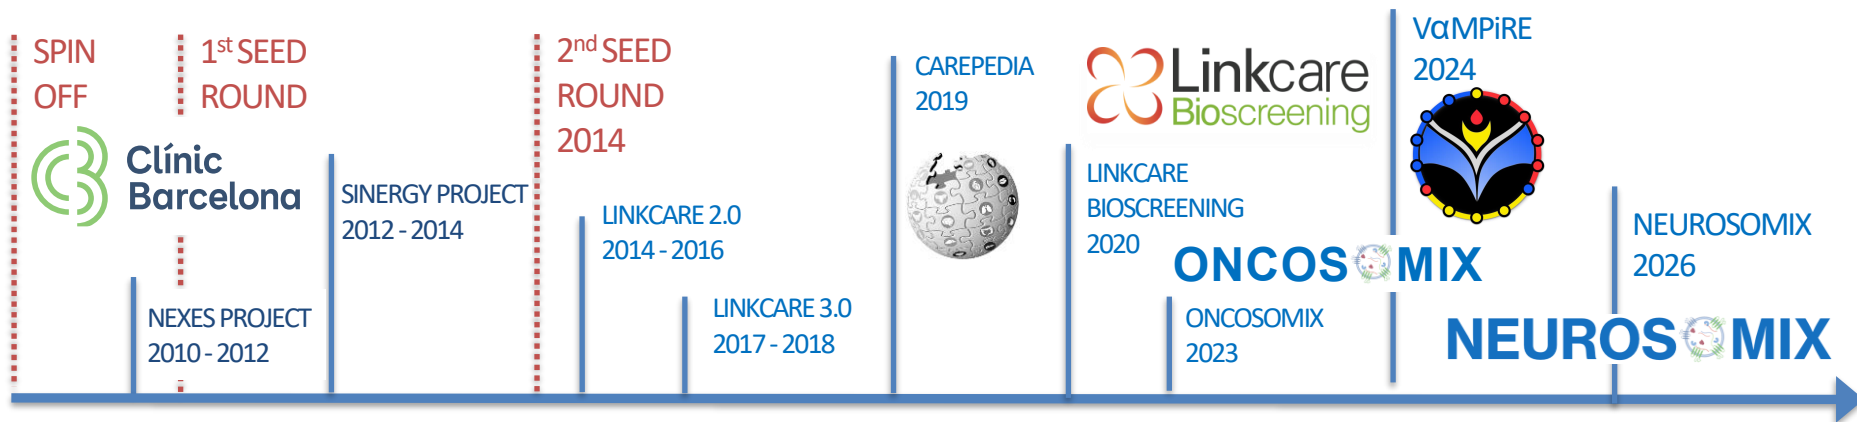 SPIN
OFF
Clínic
Barcelona
1st SEED
ROUND
NEXES PROJECT
2010 - 2012
SINERGY PROJECT
2012 - 2014
2nd SEED
ROUND
2014
LINKCARE 2.0
2014 - 2016
LINKCARE 3.0
2017 - 2018
CAREPEDIA
2019
Linkcare
Bioscreening
LINKCARE
BIOSCREENING
2020
ONCOSOMIX
ONCOSOMIX
2023
VαMPiRE
2024
NEUROSOMIX
2026
NEUROSOMIX